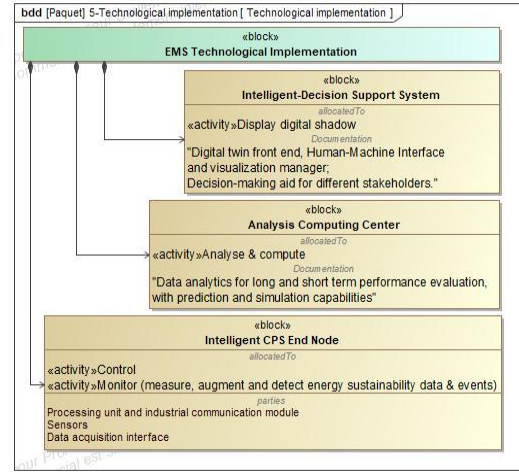 bdd [Paquet] 5-Technological implementation [ Technological implementation ]
«block»
EMS Technological Implementation
«block»
Intelligent-Decision Support System
allocatedTo
«activity»Display digital shadow
Documentation
"Digital twin front end, Human-Machine Interface
and visualization manager;
Decision-making aid for different stakeholders."
«block»
Analysis Computing Center
allocatedTo
«activity»Analyse & compute
Documentation
"Data analytics for long and short term performance evaluation,
with prediction and simulation capabilities"
«block»
Intelligent CPS End Node
allocatedTo
«activity»Control
«activity»Monitor (measure, augment and detect energy sustainability data & events)
parties
Processing unit and industrial communication module
Sensors
Data acquisition interface